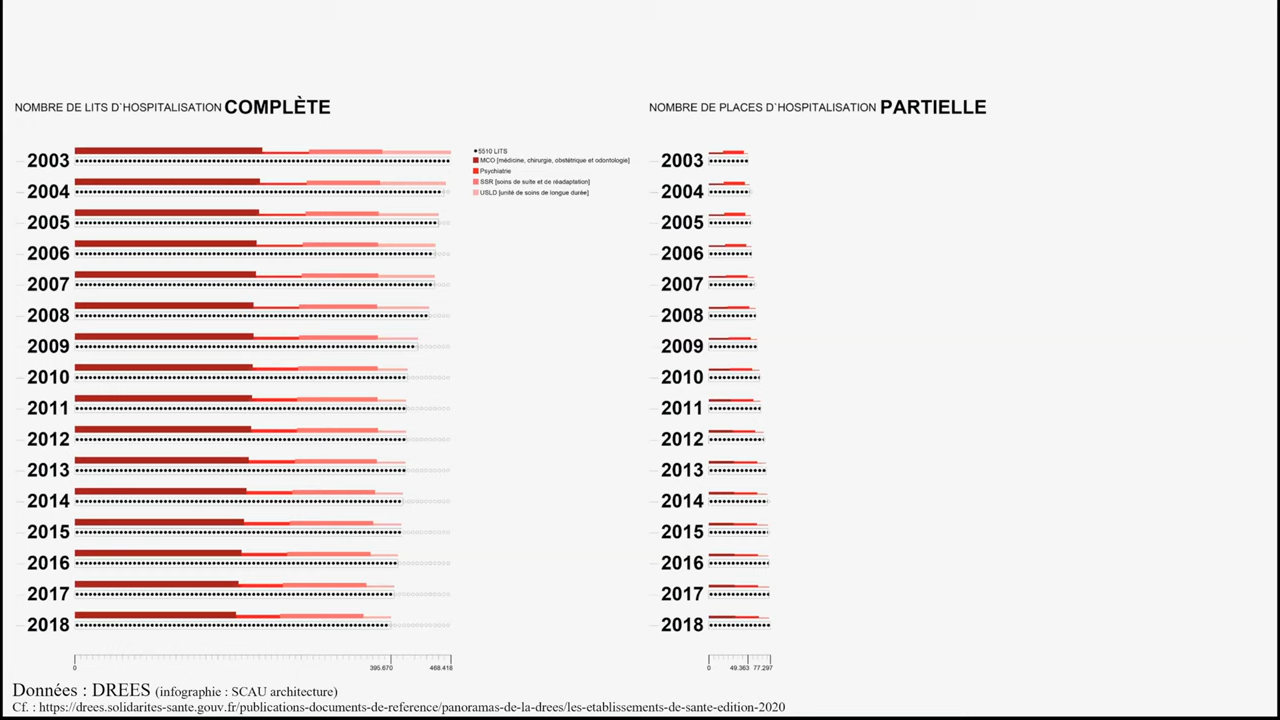 NOMBRE DE LITS D`HOSPITALISATION COMPLÈTE
2003
2004
2005
2006
2007
2008
2009
2010
2011
2012
2013
2014
2015
2016
2017
2018
0 395.670 468.418
5510 LITS
MCO [médicine, chirurgie, obstétrique et odontologie]
Psychiatrie
SSR [soins de suite et de réadaptation]
USLD [unité de soins de longue durée]
NOMBRE DE PLACES D`HOSPITALISATION PARTIELLE
2003
2004
2005
2006
2007
2008
2009
2010
2011
2012
2013
2014
2015
2016
2017
2018
0 49.363 77.297
Données : DREES (infographie : SCAU architecture)
Cf. : https://drees.solidarites-sante.gouv.fr/publications-documents-de-reference/panoramas-de-la-drees/les-etablissements-de-sante-edition-2020